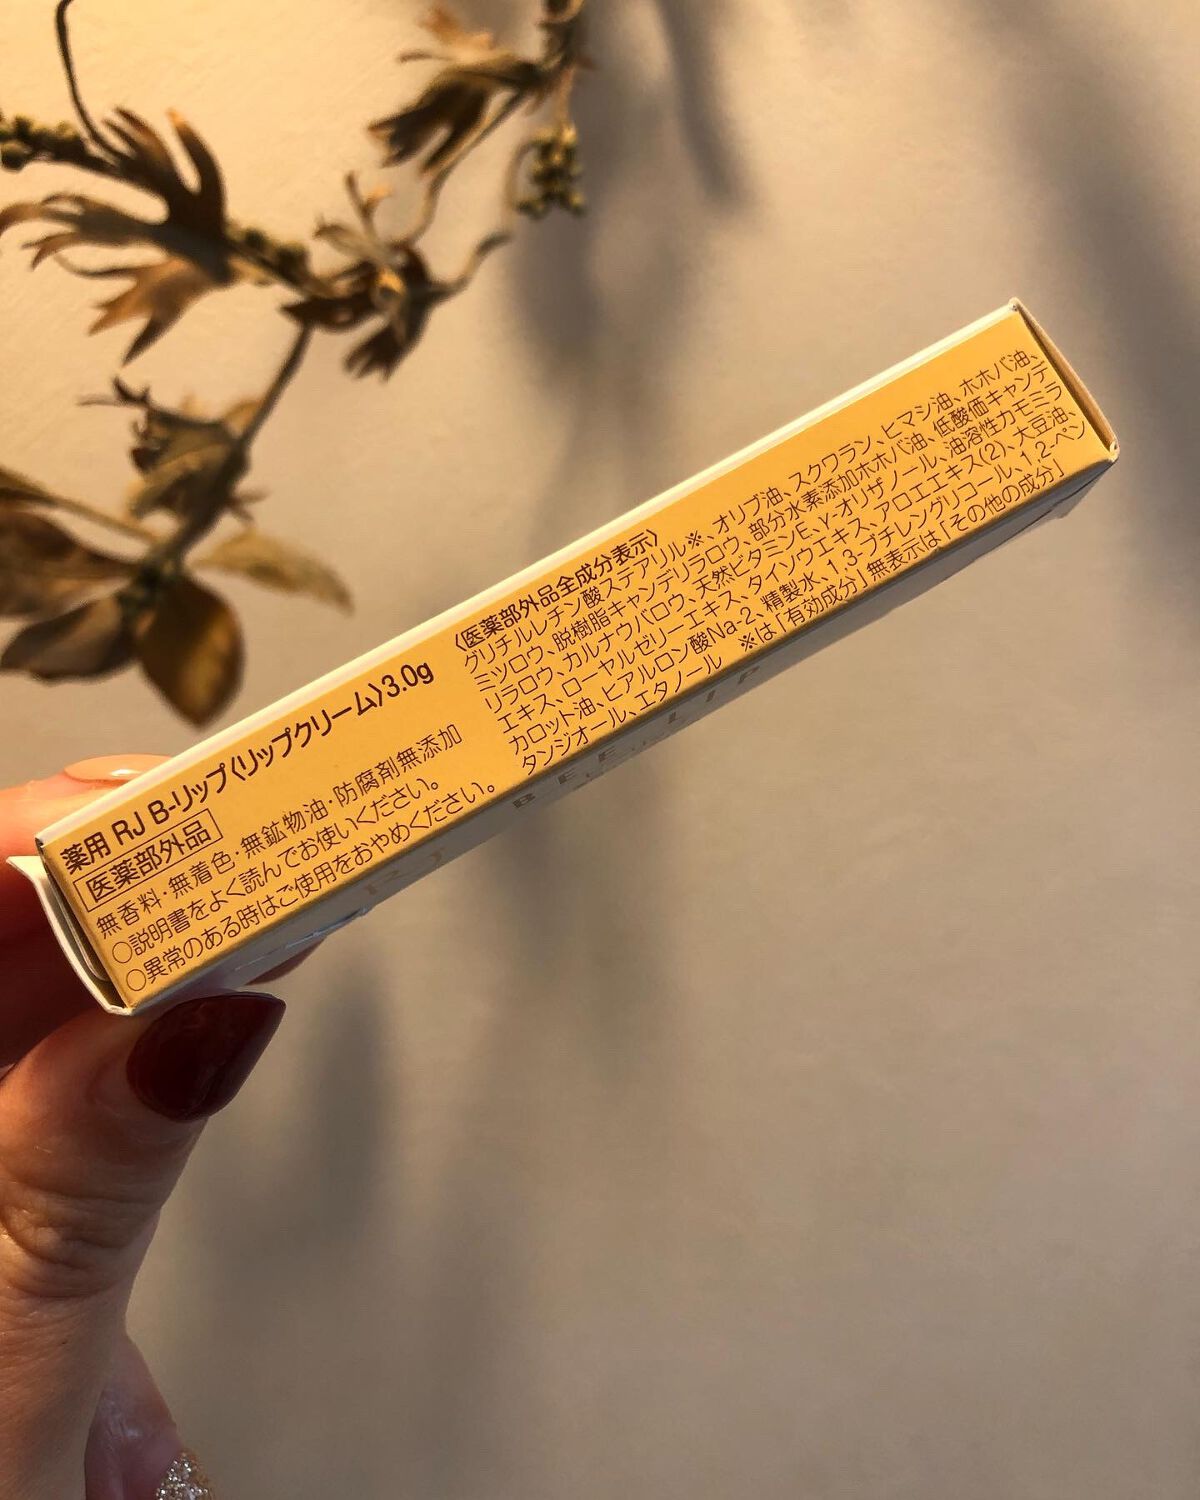 薬用 RJ B-リップ〈リップクリーム〉3.0g
医薬部外品
無香料・無着色・無鉱物油・防腐剤無添加
○説明書をよく読んでお使いください。
○異常のある時はご使用をおやめください。
〈医薬部外品全成分表示〉
グリチルレチン酸ステアリル※、オリブ油、スクワラン、ヒマシ油、ホホバ油、
ミツロウ、脱樹脂キャンデリラロウ、部分水素添加ホホバ油、低酸価キャンデ
リラロウ、カルナウバロウ、天然ビタミンE、γ-オリザノール、油溶性カモミラ
エキス、ローヤルゼリーエキス、タイソウエキス、アロエエキス(2)、大豆油、
カロット油、ヒアルロン酸Na-2、精製水、1,3-ブチレングリコール、1,2-ペン
タンジオール、エタノール ※は「有効成分」無表示は「その他の成分」
RJ
BEE LIP